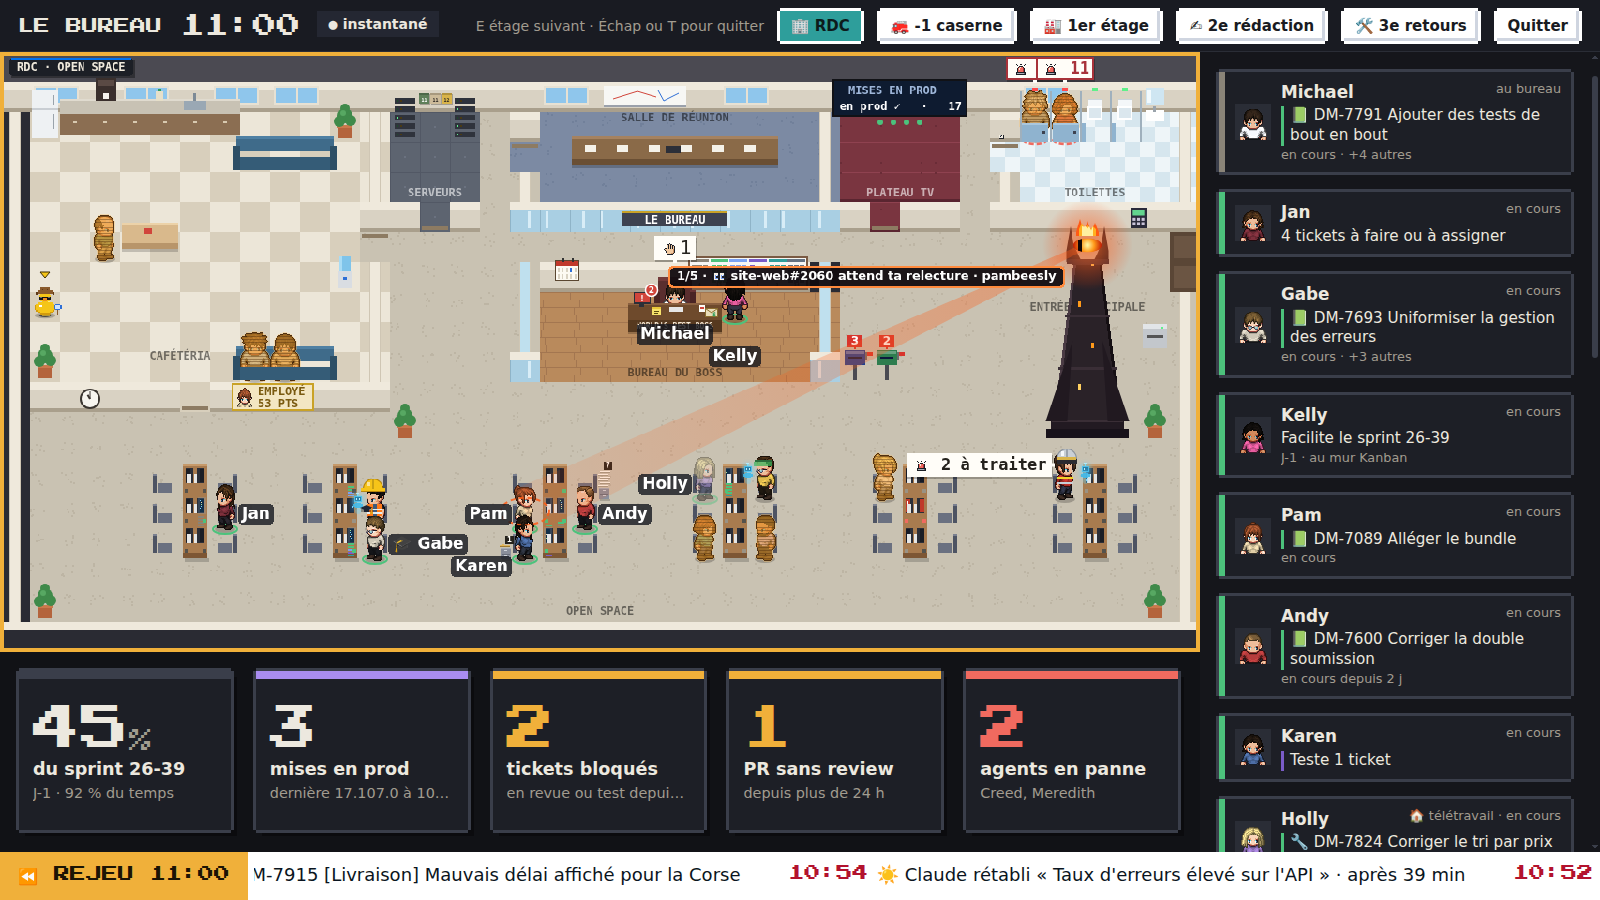 LE BUREAU 11:00 ● instantané E étage suivant · Échap ou T pour quitter 🏢 RDC 🚒 -1 caserne 🏭 1er étage ✍ 2e rédaction 🛠️ 3e retours Quitter
RDC · OPEN SPACE
11
MISES EN PROD
en prod ✓ · 17
11 11 12
SALLE DE RÉUNION
SERVEURS
PLATEAU TV
TOILETTES
LE BUREAU
1
1/5 · site-web#2060 attend ta relecture · pambeesly
2
Michael
Kelly
BUREAU DU BOSS
3 2
CAFÉTÉRIA
EMPLOYÉ
53 PTS
2 à traiter
Holly
Jan
Pam
Andy
Gabe
Karen
OPEN SPACE
45%
du sprint 26-39
J-1 · 92 % du temps
3
mises en prod
dernière 17.107.0 à 10…
2
tickets bloqués
en revue ou test depui…
1
PR sans review
depuis plus de 24 h
2
agents en panne
Creed, Meredith
Michael au bureau
DM-7791 Ajouter des tests de
bout en bout
en cours · +4 autres
Jan en cours
4 tickets à faire ou à assigner
Gabe en cours
DM-7693 Uniformiser la gestion
des erreurs
en cours · +3 autres
Kelly en cours
Facilite le sprint 26-39
J-1 · au mur Kanban
Pam en cours
DM-7089 Alléger le bundle
en cours
Andy en cours
DM-7600 Corriger la double
soumission
en cours depuis 2 j
Karen en cours
Teste 1 ticket
Holly 🏠 télétravail · en cours
🔧 DM-7824 Corriger le tri par prix
⏪ REJEU 11:00 M-7915 [Livraison] Mauvais délai affiché pour la Corse 10:54 ☀️ Claude rétabli « Taux d'erreurs élevé sur l'API » · après 39 min 10:52